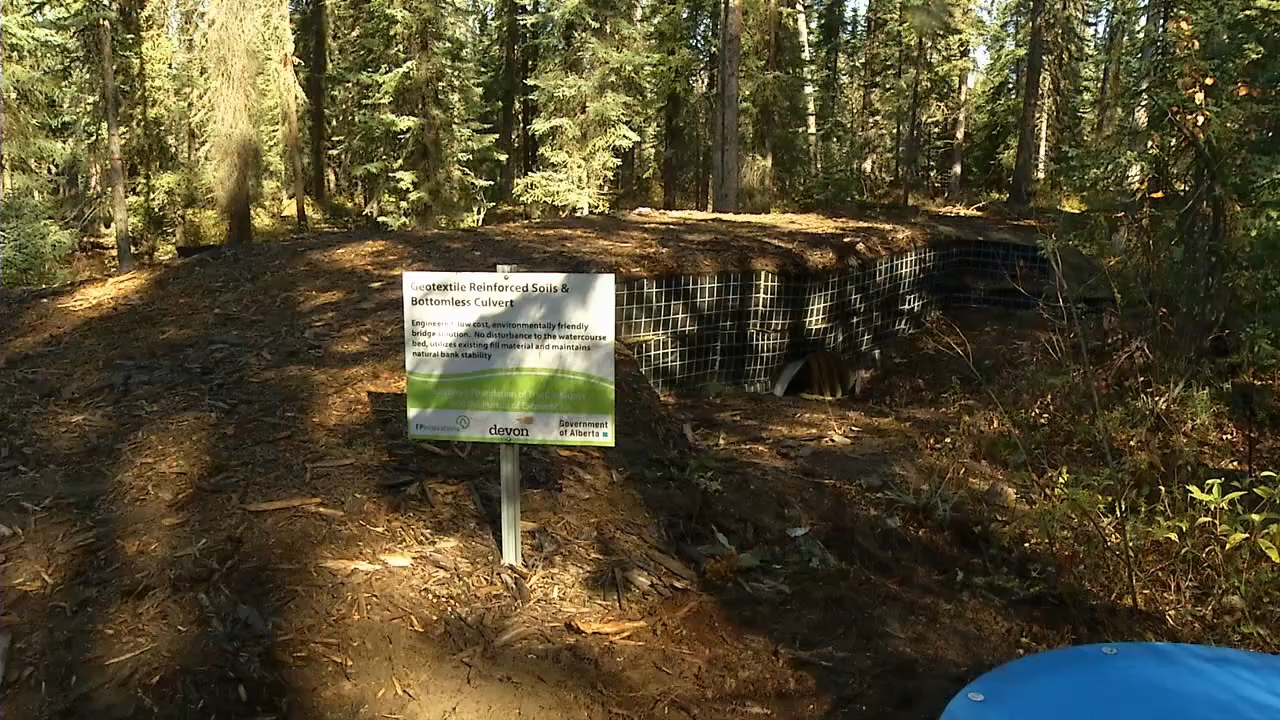 Geotextile Reinforced Soils &
Bottomless Culvert
Engineered low cost, environmentally friendly
bridge solution. No disturbance to the watercourse
bed, utilizes existing fill material and maintains
natural bank stability
FPInnovations
devon
Government
of Alberta